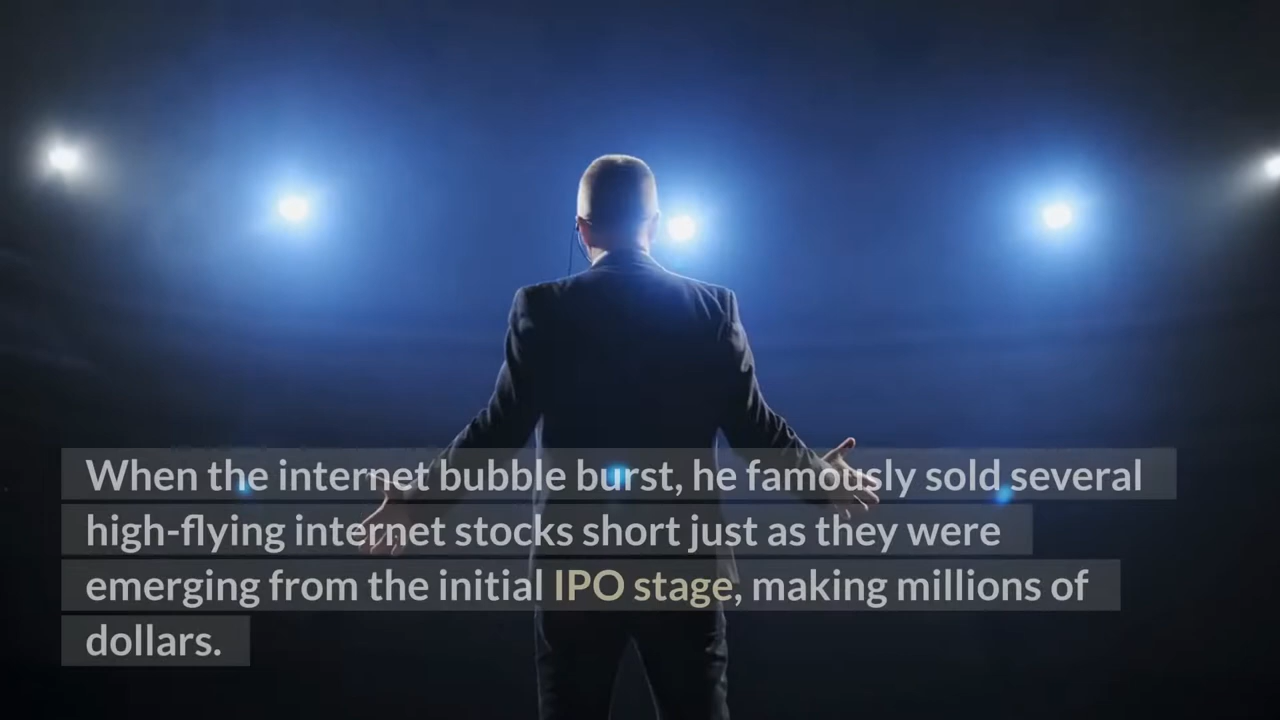 When the internet bubble burst, he famously sold several
high-flying internet stocks short just as they were
emerging from the initial IPO stage, making millions of
dollars.